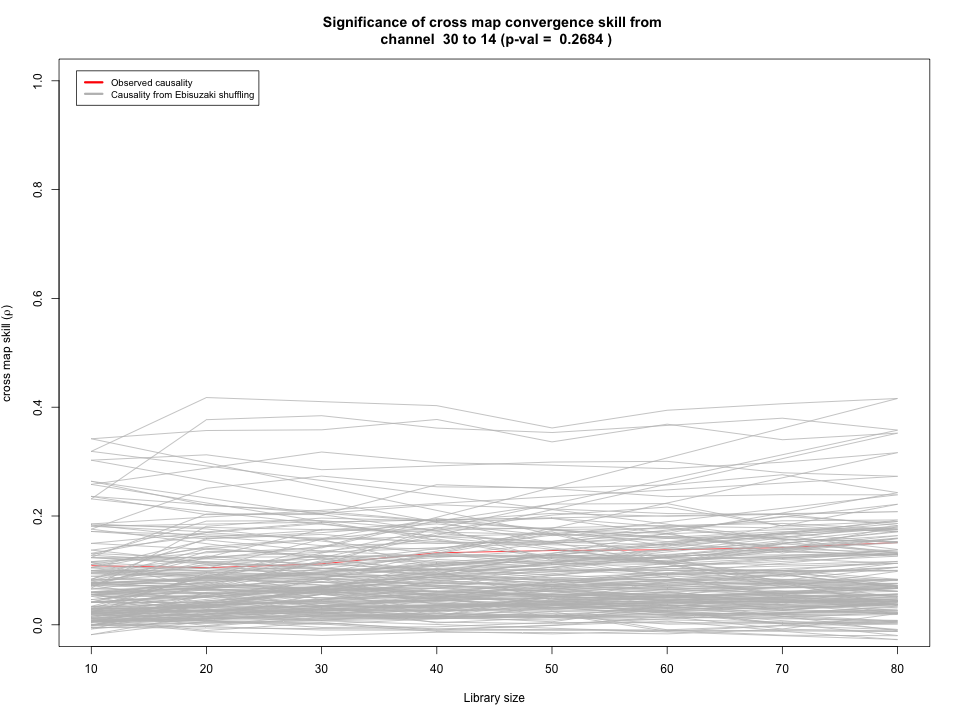 Significance of cross map convergence skill from
channel  30 to 14 (p-val =  0.2684 )
Observed causality
Causality from Ebisuzaki shuffling
cross map skill (ρ)
1.0
0.8
0.6
0.4
0.2
0.0
10 20 30 40 50 60 70 80
Library size